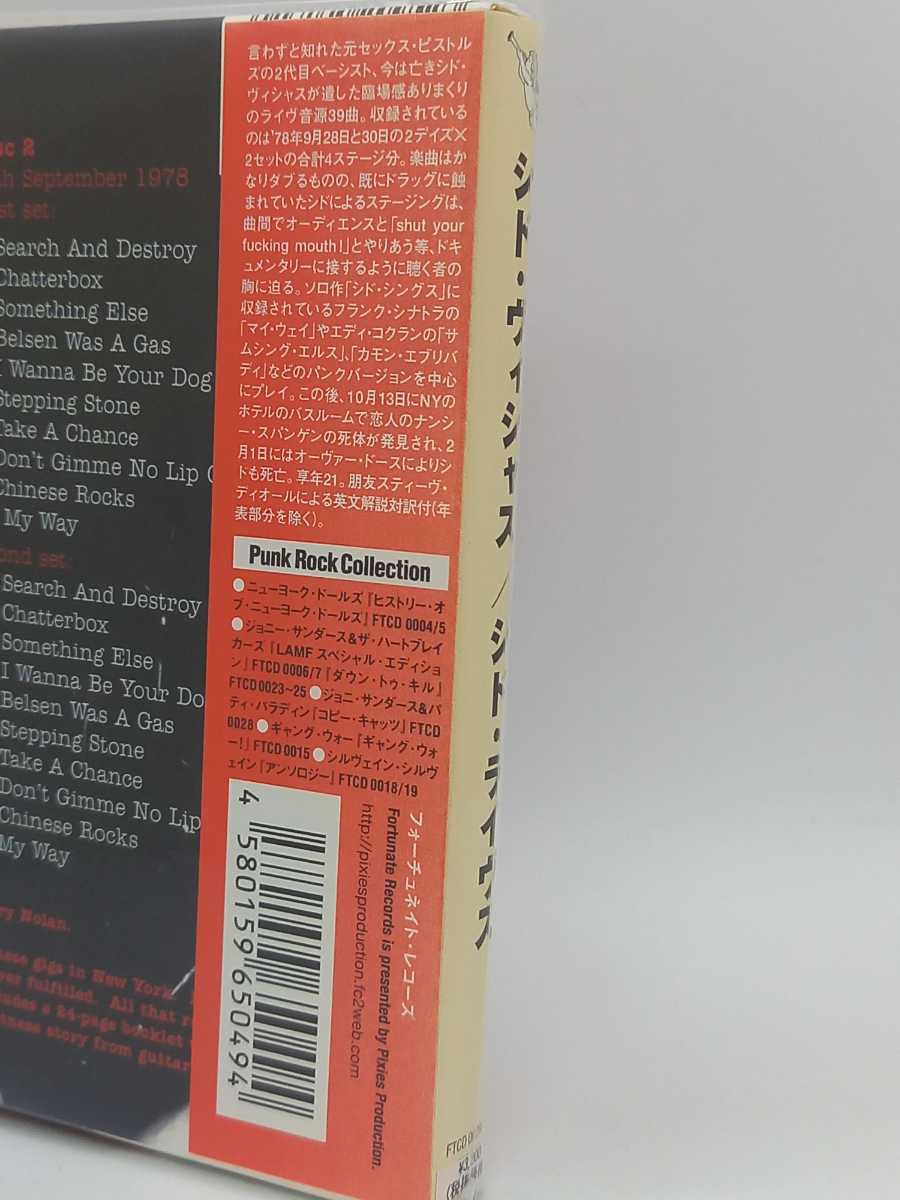 2
September 1978
set:
Search And Destroy
Chatterbox
Something Else
Belsen Was A Gas
I Wanna Be Your Dog
Stepping Stone
Take A Chance
Don't Gimme No Lip
Chinese Rocks
My Way
set:
Search And Destroy
Chatterbox
Something Else
I Wanna Be Your
Belsen Was A Gas
Stepping Stone
Take A Chance
Don't Gimme No Lip
Chinese Rocks
My Way
Nolan.
gigs in New York
fulfilled. All that
a 24-page booklet
story from
言わずと知れた元セックス・ピストル
ズの2代目ベーシスト、今は亡きシド・
ヴィシャスが遺した臨場感ありまくり
のライヴ音源39曲。収録されている
のは'78年9月28日と30日の2デイズ×
2セットの合計4ステージ分。楽曲はか
なりダブるものの、既にドラッグに蝕
まれていたシドによるステージングは、
曲間でオーディエンスと「shut your
fucking mouth!」とやりあう等、ドキ
ュメンタリーに接するように聴く者の
胸に迫る。ソロ作「シド・シングス」に
収録されているフランク・シナトラの
「マイ・ウェイ」やエディ・コクランの「サ
ムシング・エルス」、「カモン・エブリバ
ディ」などのパンクバージョンを中心
にプレイ。この後、10月13日にNYの
ホテルのバスルームで恋人のナンシ
ー・スパンゲンの死体が発見され、2
月1日にはオーヴァー・ドースによりシ
ドも死亡。享年21。朋友スティーヴ・
ディオールによる英文解説対訳付(年
表部分を除く)。
Punk Rock Collection
●ニューヨーク・ドールズ『ヒストリー・オ
ブ・ニューヨーク・ドールズ』FTCD 0004/5
●ジョニー・サンダース&ザ・ハートブレイ
カーズ『LAMF スペシャル・エディショ
ン』FTCD 0006/7『ダウン・トゥ・キル』
FTCD 0023~25 ●ジョニ・サンダース&パ
ティ・パラディン『コピー・キャッツ』FTCD
0028 ●ギャング・ウォー『ギャング・ウォ
ー!』FTCD 0015 ●シルヴェイン・シルヴ
ェイン『アンソロジー』FTCD 0018/19
4 580159 650494
フォーチュネイト・レコーズ
Fortunate Records is presented by Pixies Production.
http://pixiesproduction.fc2web.com
シド・ヴィシャス/シド・ライヴス
FTCD